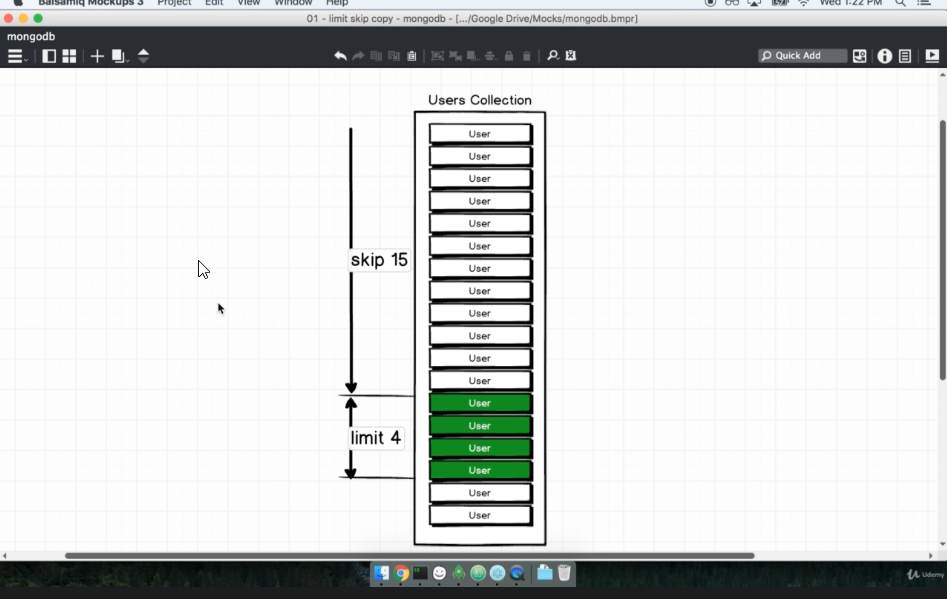 Balsamiq Mockups 3 Project Edit View Window Help Wed 1:22 PM
01 - limit skip copy - mongodb - [.../Google Drive/Mocks/mongodb.bmpr]
mongodb
Quick Add
Users Collection
User
User
User
User
User
User
skip 15
User
User
User
User
User
User
User
User
limit 4
User
User
User
User
Udemy